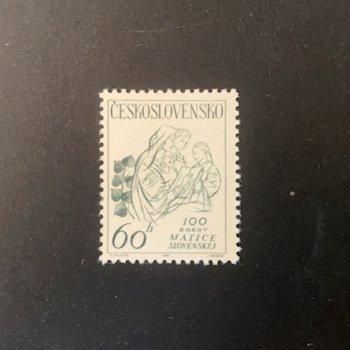 ČESKOSLOVENSKO
100
ROKOV
MATICE
SLOVENSKEJ
60 h